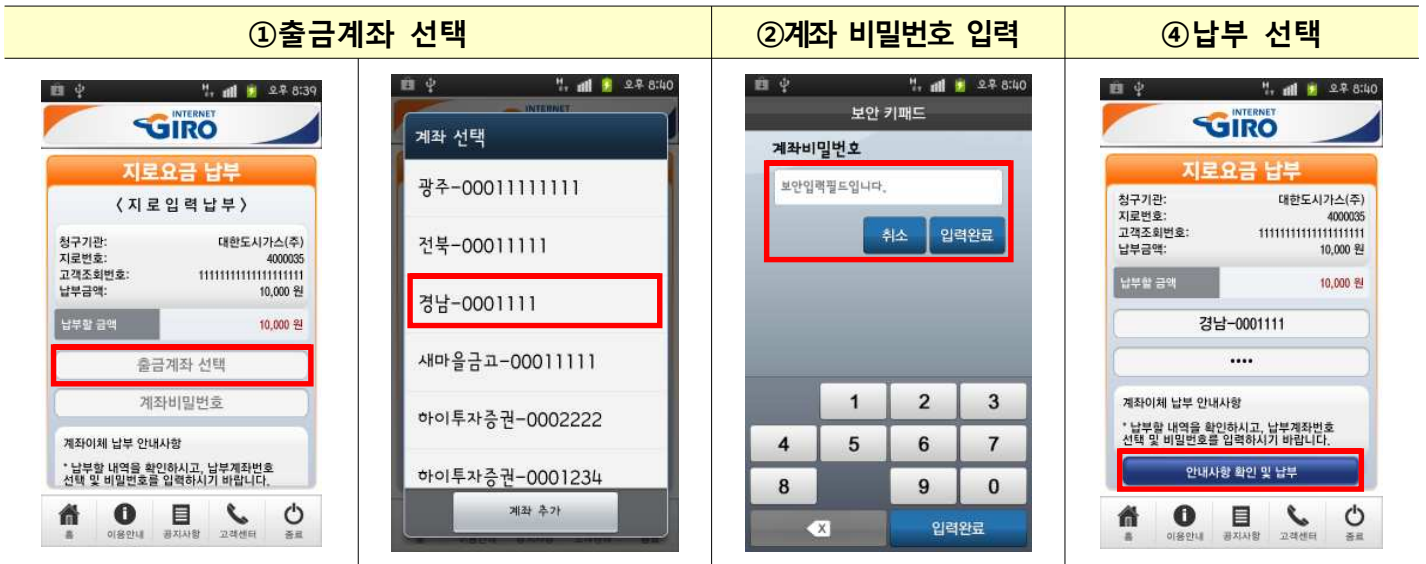 ①출금계좌 선택
②계좌 비밀번호 입력
④납부 선택
오후 8:39
INTERNET
GIRO
지로요금 납부
< 지 로 입 력 납 부 >
청구기관: 대한도시가스(주)
지로번호: 4000035
고객조회번호: 1111111111111111111
납부금액: 10,000 원
납부할 금액 10,000 원
출금계좌 선택
계좌비밀번호
계좌이체 납부 안내사항
* 납부할 내역을 확인하시고, 납부계좌번호
선택 및 비밀번호를 입력하시기 바랍니다.
홈 이용안내 공지사항 고객센터 종료
오후 8:40
INTERNET
계좌 선택
광주-00011111111
전북-00011111
경남-0001111
새마을금고-00011111
하이투자증권-0002222
하이투자증권-0001234
계좌 추가
오후 8:40
보안 키패드
계좌비밀번호
보안입력필드입니다.
취소 입력완료
1 2 3
4 5 6 7
8 9 0
X 입력완료
오후 8:40
INTERNET
GIRO
지로요금 납부
청구기관: 대한도시가스(주)
지로번호: 4000035
고객조회번호: 1111111111111111111
납부금액: 10,000 원
납부할 금액 10,000 원
경남-0001111
••••
계좌이체 납부 안내사항
* 납부할 내역을 확인하시고, 납부계좌번호
선택 및 비밀번호를 입력하시기 바랍니다.
안내사항 확인 및 납부
홈 이용안내 공지사항 고객센터 종료